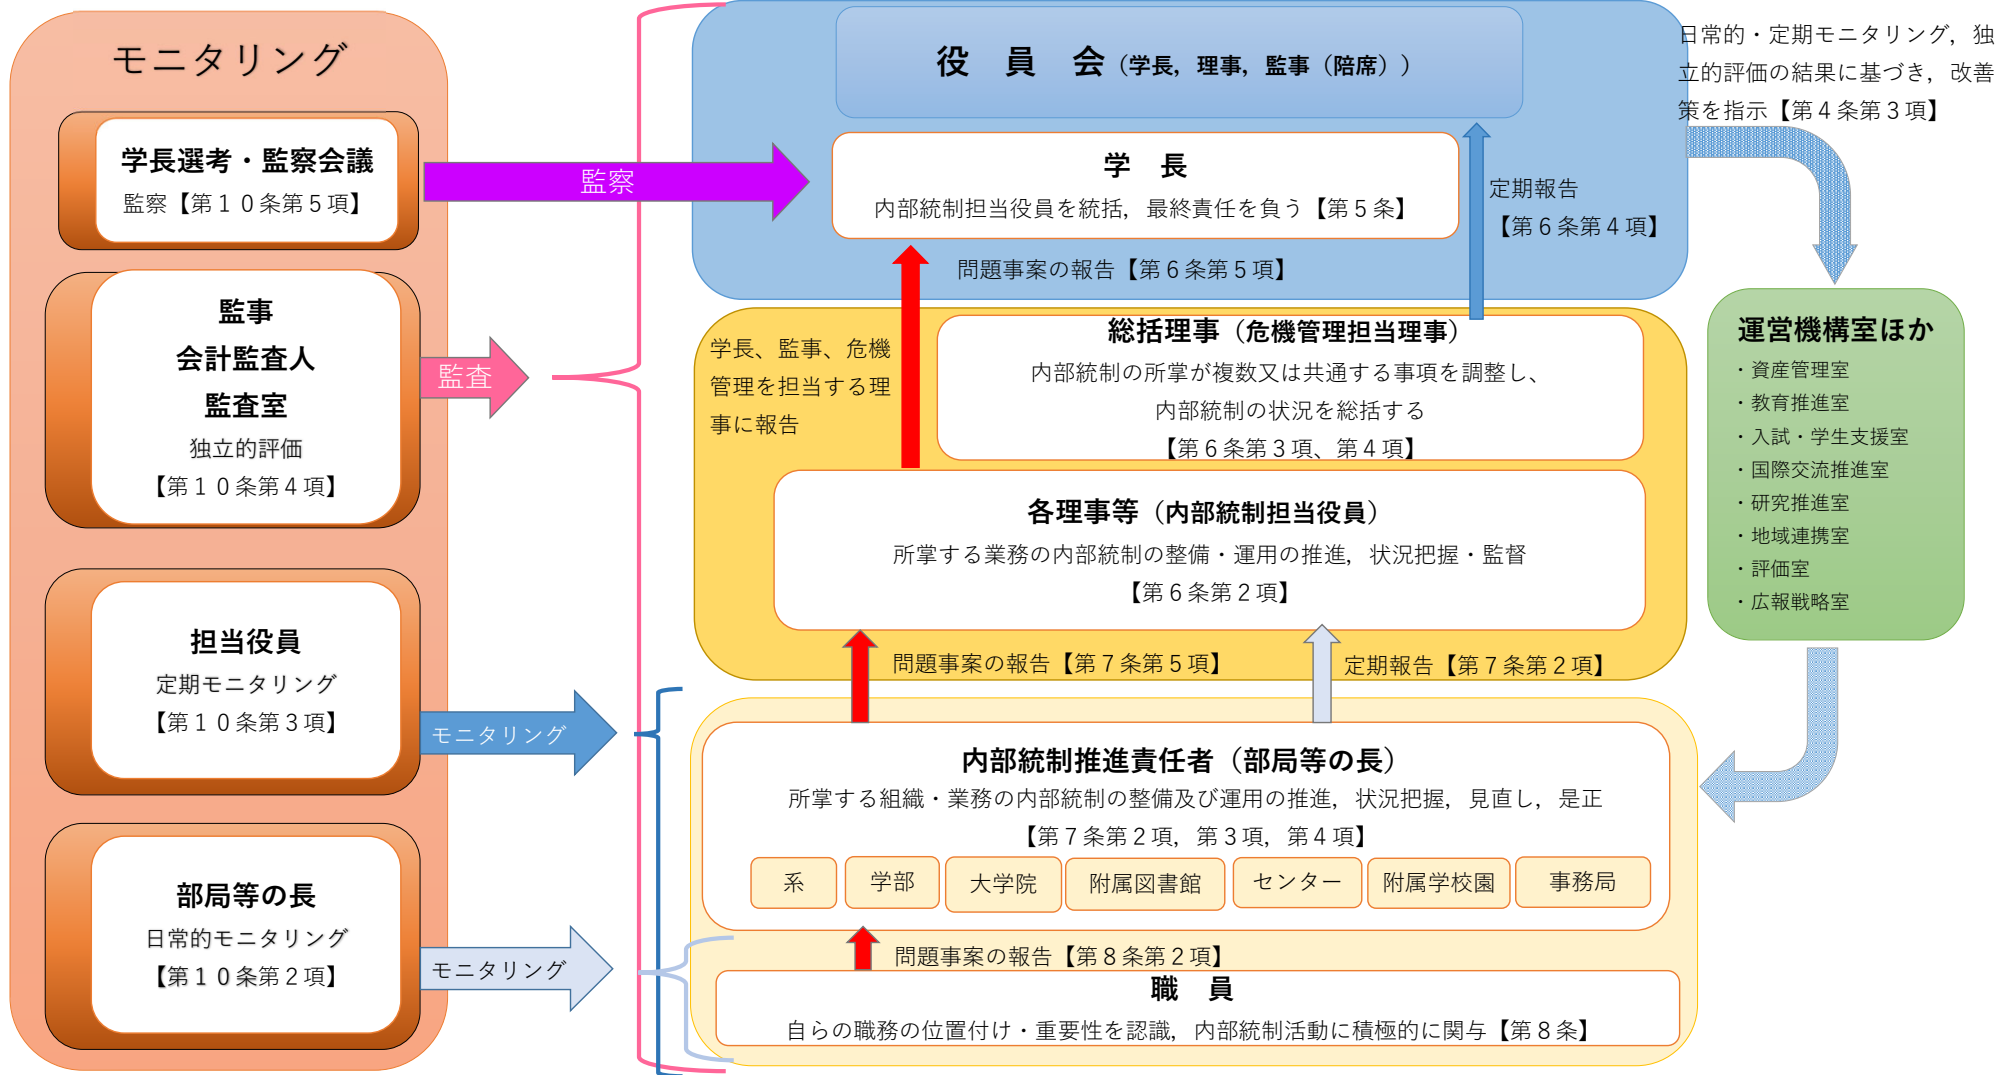 モニタリング
学長選考・監察会議
監察【第１０条第５項】
監事
会計監査人
監査室
独立的評価
【第１０条第４項】
担当役員
定期モニタリング
【第１０条第３項】
部局等の長
日常的モニタリング
【第１０条第２項】
監察
監査
モニタリング
モニタリング
役　員　会（学長，理事，監事（陪席））
学　長
内部統制担当役員を統括，最終責任を負う【第５条】
問題事案の報告【第６条第５項】
定期報告
【第６条第４項】
学長、監事、危機
管理を担当する理
事に報告
総括理事（危機管理担当理事）
内部統制の所掌が複数又は共通する事項を調整し、
内部統制の状況を総括する
【第６条第３項、第４項】
各理事等（内部統制担当役員）
所掌する業務の内部統制の整備・運用の推進，状況把握・監督
【第６条第２項】
問題事案の報告【第７条第５項】
定期報告【第７条第２項】
内部統制推進責任者（部局等の長）
所掌する組織・業務の内部統制の整備及び運用の推進，状況把握，見直し，是正
【第７条第２項，第３項，第４項】
系
学部
大学院
附属図書館
センター
附属学校園
事務局
問題事案の報告【第８条第２項】
職　員
自らの職務の位置付け・重要性を認識，内部統制活動に積極的に関与【第８条】
日常的・定期モニタリング，独
立的評価の結果に基づき，改善
策を指示【第４条第３項】
運営機構室ほか
・資産管理室
・教育推進室
・入試・学生支援室
・国際交流推進室
・研究推進室
・地域連携室
・評価室
・広報戦略室